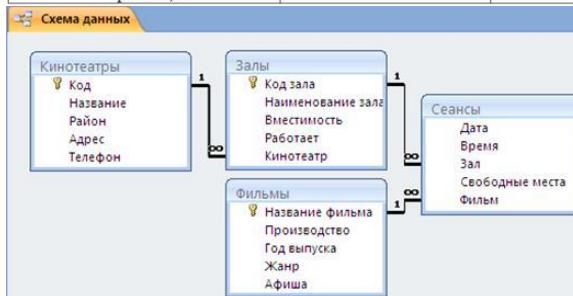 Схема данных
Кинотеатры
Код
Название
Район
Адрес
Телефон
1
∞
Залы
Код зала
Наименование зала
Вместимость
Работает
Кинотеатр
1
∞
Сеансы
Дата
Время
Зал
Свободные места
Фильм
Фильмы
Название фильма
Производство
Год выпуска
Жанр
Афиша
1
∞